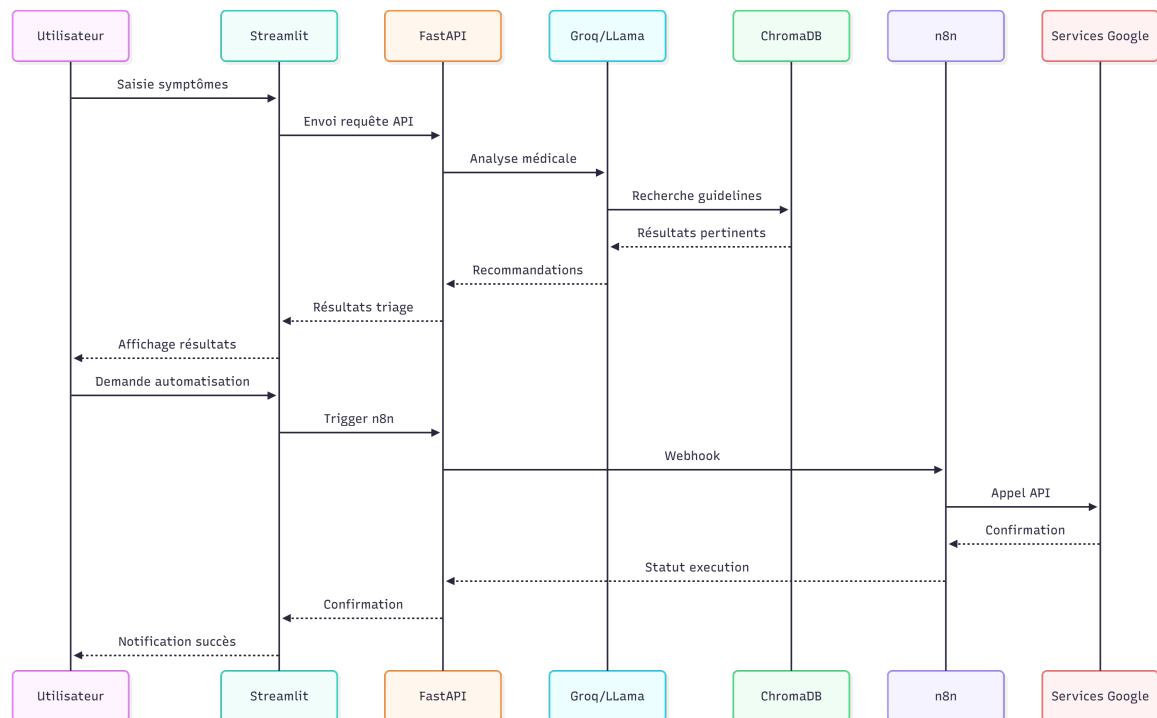 Utilisateur
Streamlit
FastAPI
Groq/LLama
ChromaDB
n8n
Services Google
Saisie symptômes
Envoi requête API
Analyse médicale
Recherche guidelines
Résultats pertinents
Recommandations
Résultats triage
Affichage résultats
Demande automatisation
Trigger n8n
Webhook
Appel API
Confirmation
Statut execution
Confirmation
Notification succès
Utilisateur
Streamlit
FastAPI
Groq/LLama
ChromaDB
n8n
Services Google